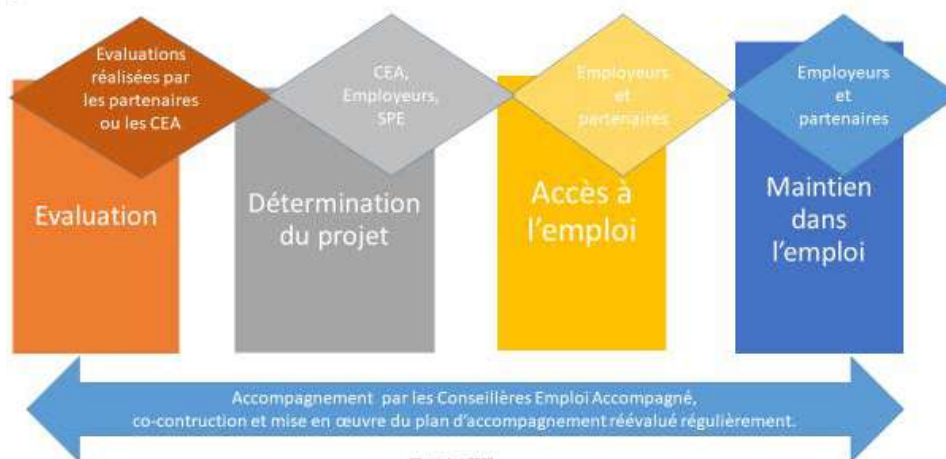 Evaluations
réalisées par
les partenaires
ou les CEA
Evaluation
CEA,
Employeurs,
SPE
Détermination
du projet
Employeurs
et
partenaires
Accès à
l'emploi
Employeurs
et
partenaires
Maintien
dans
l'emploi
Accompagnement par les Conseillères Emploi Accompagné,
co-contruction et mise en œuvre du plan d'accompagnement réévalué régulièrement.